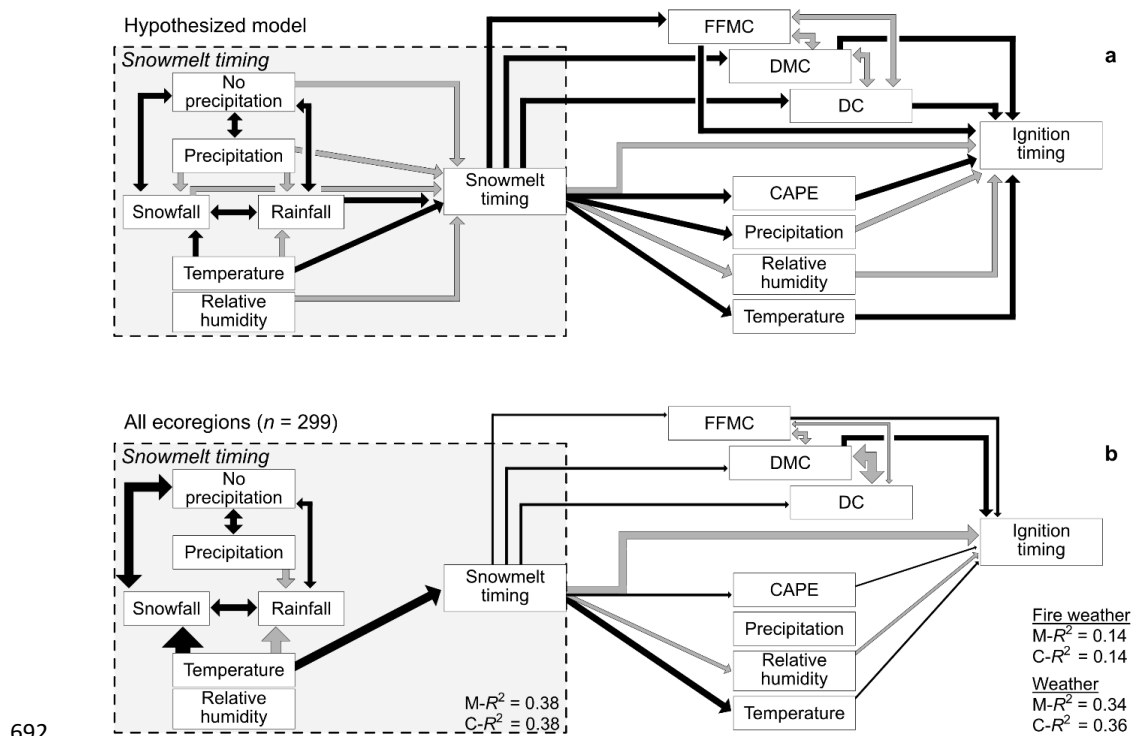 Hypothesized model
a
Snowmelt timing
No
precipitation
Precipitation
Snowfall
Rainfall
Temperature
Relative
humidity
Snowmelt
timing
FFMC
DMC
DC
CAPE
Precipitation
Relative
humidity
Temperature
Ignition
timing
All ecoregions (n = 299)
b
Snowmelt timing
No
precipitation
Precipitation
Snowfall
Rainfall
Temperature
Relative
humidity
M-R² = 0.38
C-R² = 0.38
Snowmelt
timing
FFMC
DMC
DC
CAPE
Precipitation
Relative
humidity
Temperature
Ignition
timing
Fire weather
M-R² = 0.14
C-R² = 0.14
Weather
M-R² = 0.34
C-R² = 0.36
692